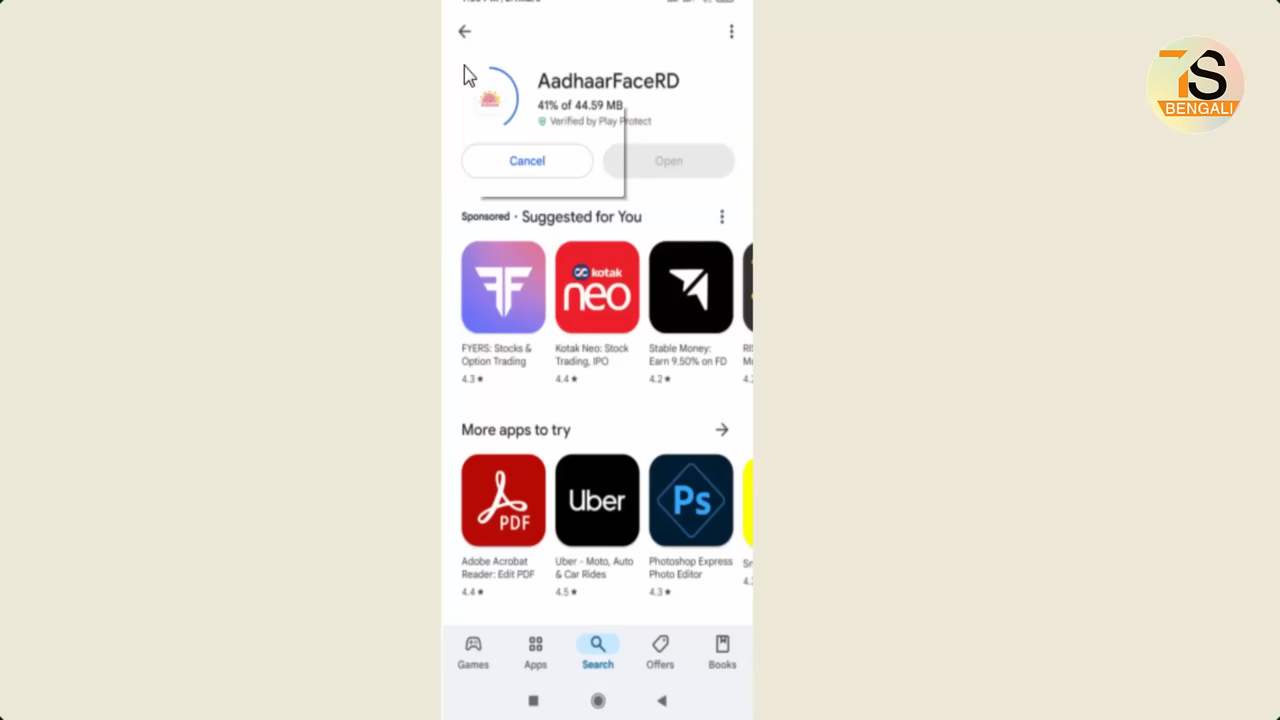 AadhaarFaceRD
41% of 44.59 MB
Verified by Play Protect
Cancel
Open
Sponsored · Suggested for You
kotak
neo
FYERS: Stocks &
Option Trading
4.3★
Kotak Neo: Stock
Trading, IPO
4.4★
Stable Money:
Earn 9.50% on FD
4.2★
More apps to try
PDF
Uber
Ps
Adobe Acrobat
Reader: Edit PDF
4.4★
Uber - Moto, Auto
& Car Rides
4.5★
Photoshop Express
Photo Editor
4.3★
Games
Apps
Search
Offers
Books
7S
BENGALI